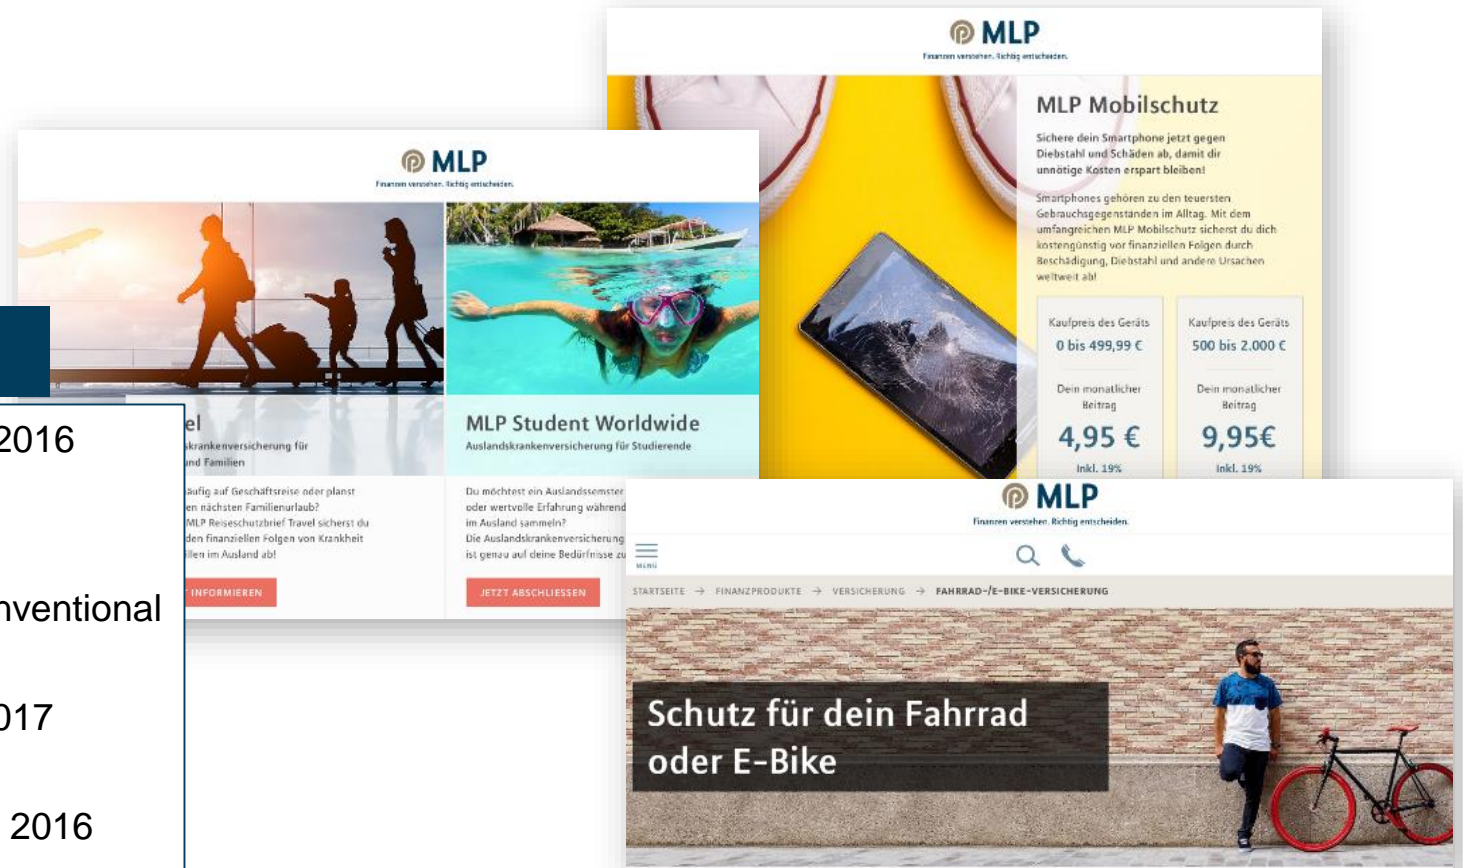 MLP
Finanzen verstehen. Richtig entscheiden.
MLP Mobilschutz
Sichere dein Smartphone jetzt gegen
Diebstahl und Schäden ab, damit dir
unnötige Kosten erspart bleiben!
Smartphones gehören zu den teuersten
Gebrauchsgegenständen im Alltag. Mit dem
umfangreichen MLP Mobilschutz sicherst du dich
kostengünstig vor finanziellen Folgen durch
Beschädigung, Diebstahl und andere Ursachen
weltweit ab!
Kaufpreis des Geräts
0 bis 499,99 €
Dein monatlicher
Beitrag
4,95 €
Inkl. 19%
Kaufpreis des Geräts
500 bis 2.000 €
Dein monatlicher
Beitrag
9,95€
Inkl. 19%
MLP
Finanzen verstehen. Richtig entscheiden.
el
skrankenversicherung für
und Familien
äufig auf Geschäftsreise oder planst
en nächsten Familienurlaub?
MLP Reiseschutzbrief Travel sicherst du
den finanziellen Folgen von Krankheit
llen im Ausland ab!
INFORMIEREN
MLP Student Worldwide
Auslandskrankenversicherung für Studierende
Du möchtest ein Auslandssemster
oder wertvolle Erfahrung während
im Ausland sammeln?
Die Auslandskrankenversicherung
ist genau auf deine Bedürfnisse zu
JETZT ABSCHLIESSEN
2016
nventional
017
2016
MLP
Finanzen verstehen. Richtig entscheiden.
MENÜ
STARTSEITE → FINANZPRODUKTE → VERSICHERUNG → FAHRRAD-/E-BIKE-VERSICHERUNG
Schutz für dein Fahrrad
oder E-Bike